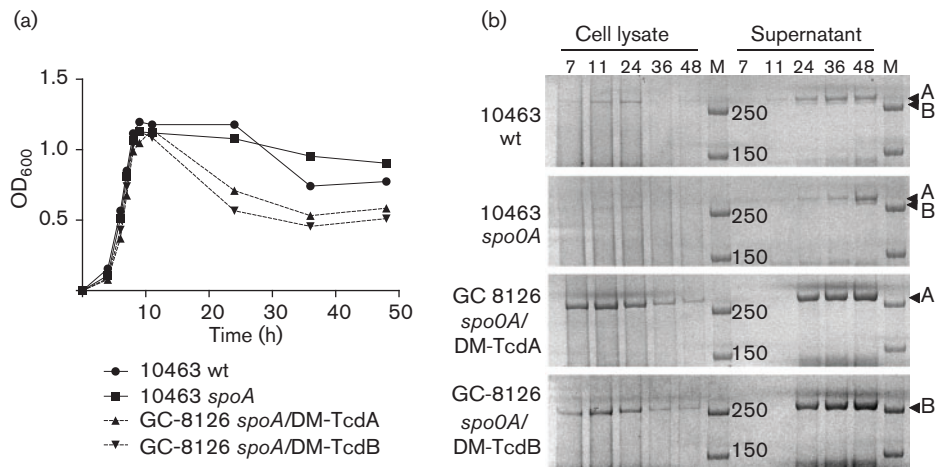 (a)
1.5
1.0
0.5
OD600
0
10
20
30
40
50
Time (h)
10463 wt
10463 spoA
GC-8126 spoA/DM-TcdA
GC-8126 spoA/DM-TcdB
(b)
Cell lysate
Supernatant
7 11 24 36 48 M 7 11 24 36 48 M
10463
wt
250
150
A
B
10463
spo0A
250
150
A
B
GC 8126
spo0A/
DM-TcdA
250
150
A
GC-8126
spo0A/
DM-TcdB
250
150
B